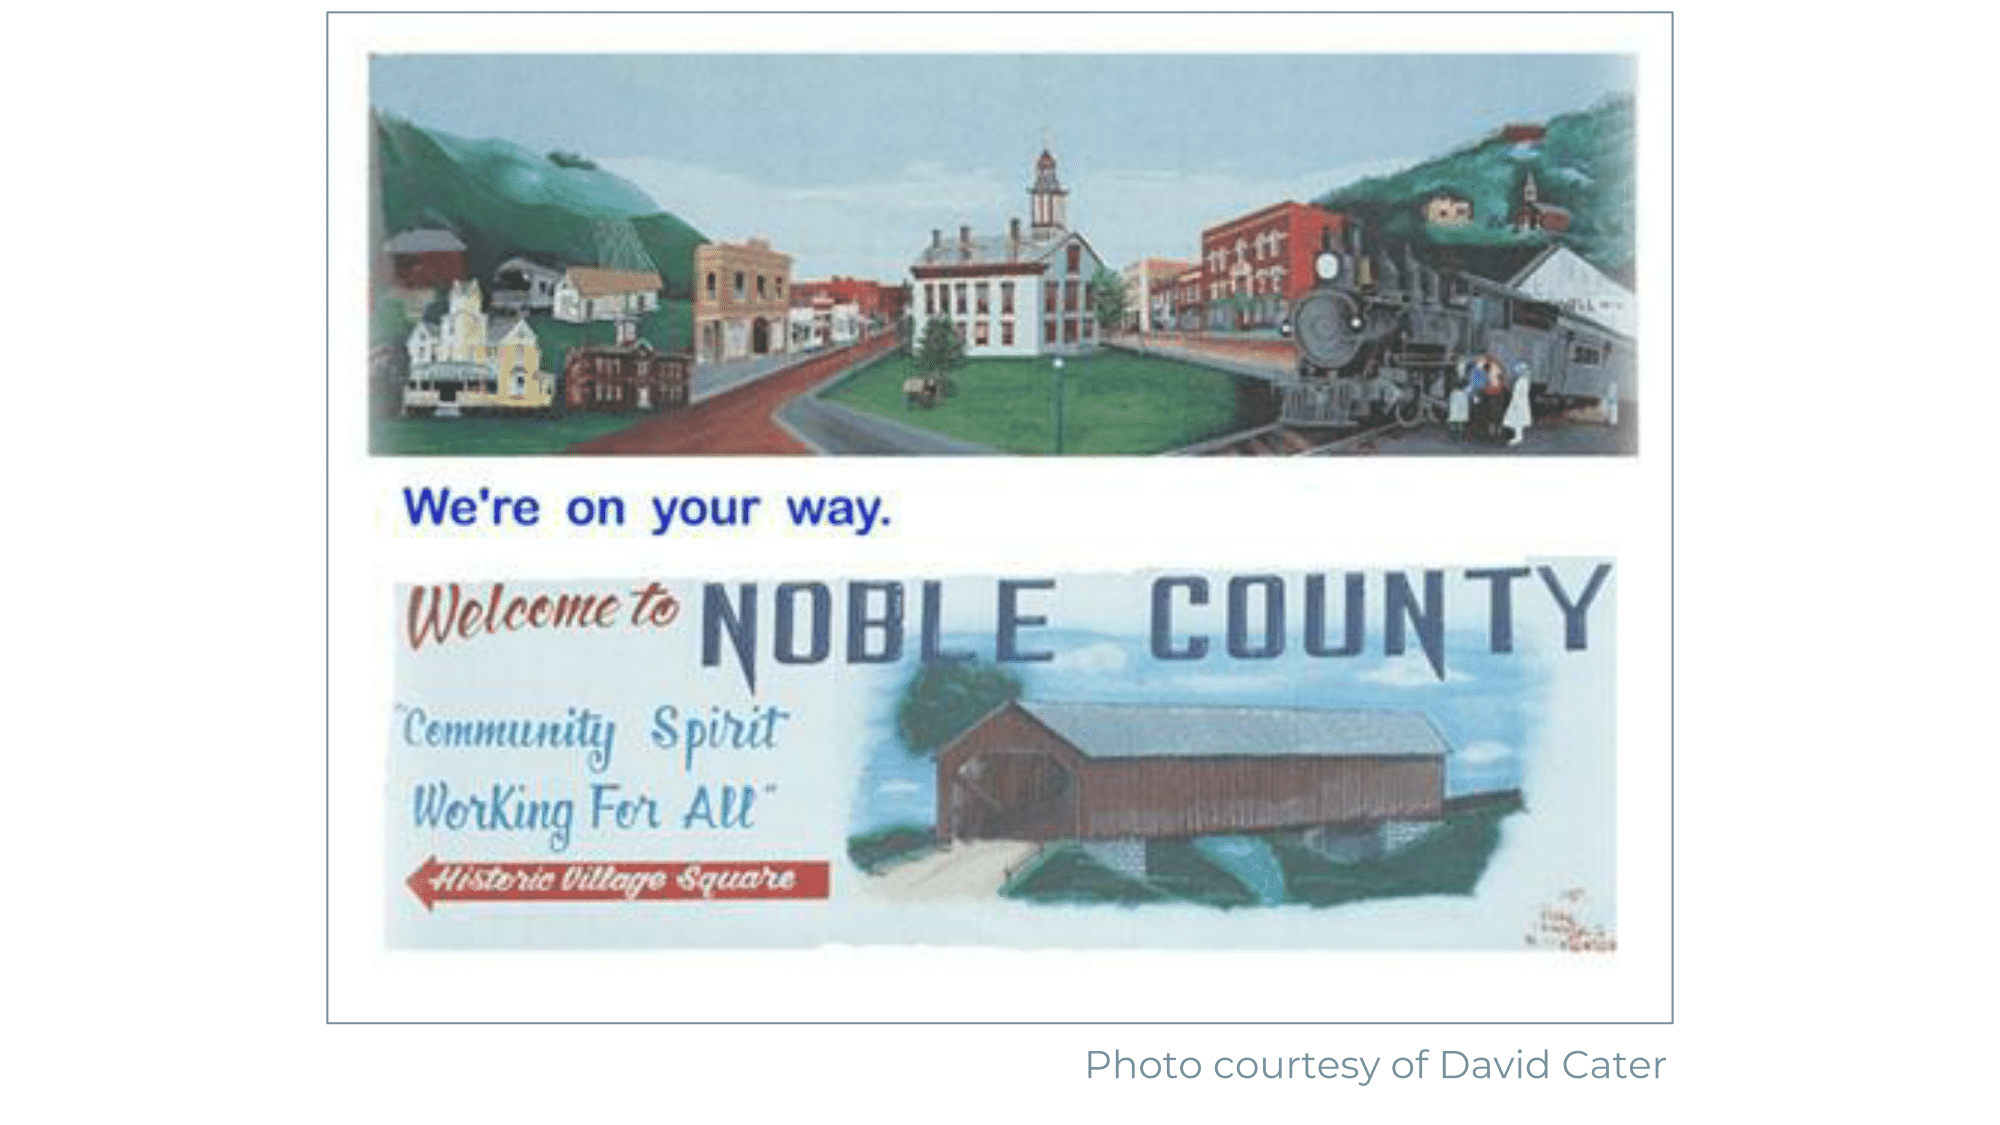 We're on your way.
Welcome to NOBLE COUNTY
"Community Spirit
Working For All"
Historic Village Square
Photo courtesy of David Cater